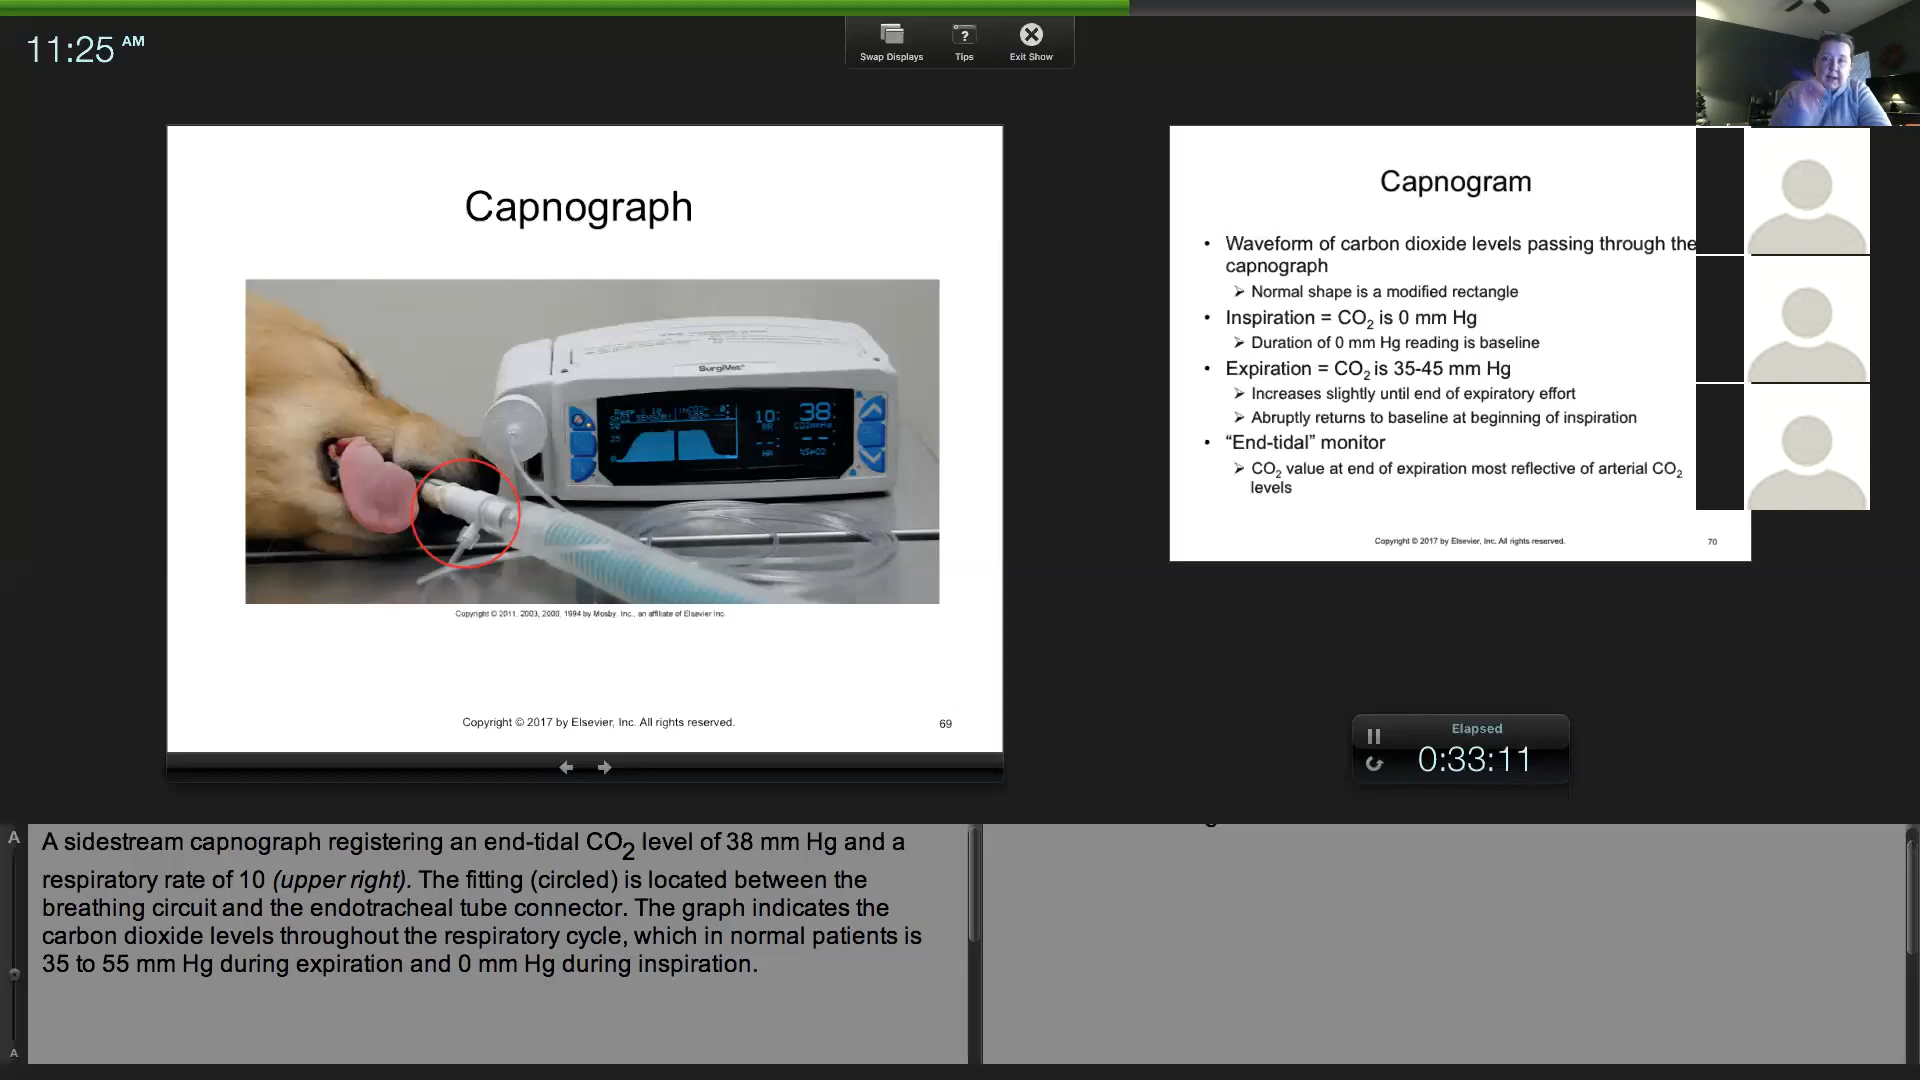 11:25 AM
Swap Displays
Tips
Exit Show
Capnograph
SurgiVet
10
RR
38
HR
Copyright © 2011, 2003, 2000, 1994 by Mosby, Inc., an affiliate of Elsevier Inc.
Copyright © 2017 by Elsevier, Inc. All rights reserved.
69
Capnogram
• Waveform of carbon dioxide levels passing through the
capnograph
➢ Normal shape is a modified rectangle
• Inspiration = CO2 is 0 mm Hg
➢ Duration of 0 mm Hg reading is baseline
• Expiration = CO2 is 35-45 mm Hg
➢ Increases slightly until end of expiratory effort
➢ Abruptly returns to baseline at beginning of inspiration
• “End-tidal” monitor
➢ CO2 value at end of expiration most reflective of arterial CO2
levels
Copyright © 2017 by Elsevier, Inc. All rights reserved.
70
Elapsed
0:33:11
A
A sidestream capnograph registering an end-tidal CO2 level of 38 mm Hg and a
respiratory rate of 10 (upper right). The fitting (circled) is located between the
breathing circuit and the endotracheal tube connector. The graph indicates the
carbon dioxide levels throughout the respiratory cycle, which in normal patients is
35 to 55 mm Hg during expiration and 0 mm Hg during inspiration.
A